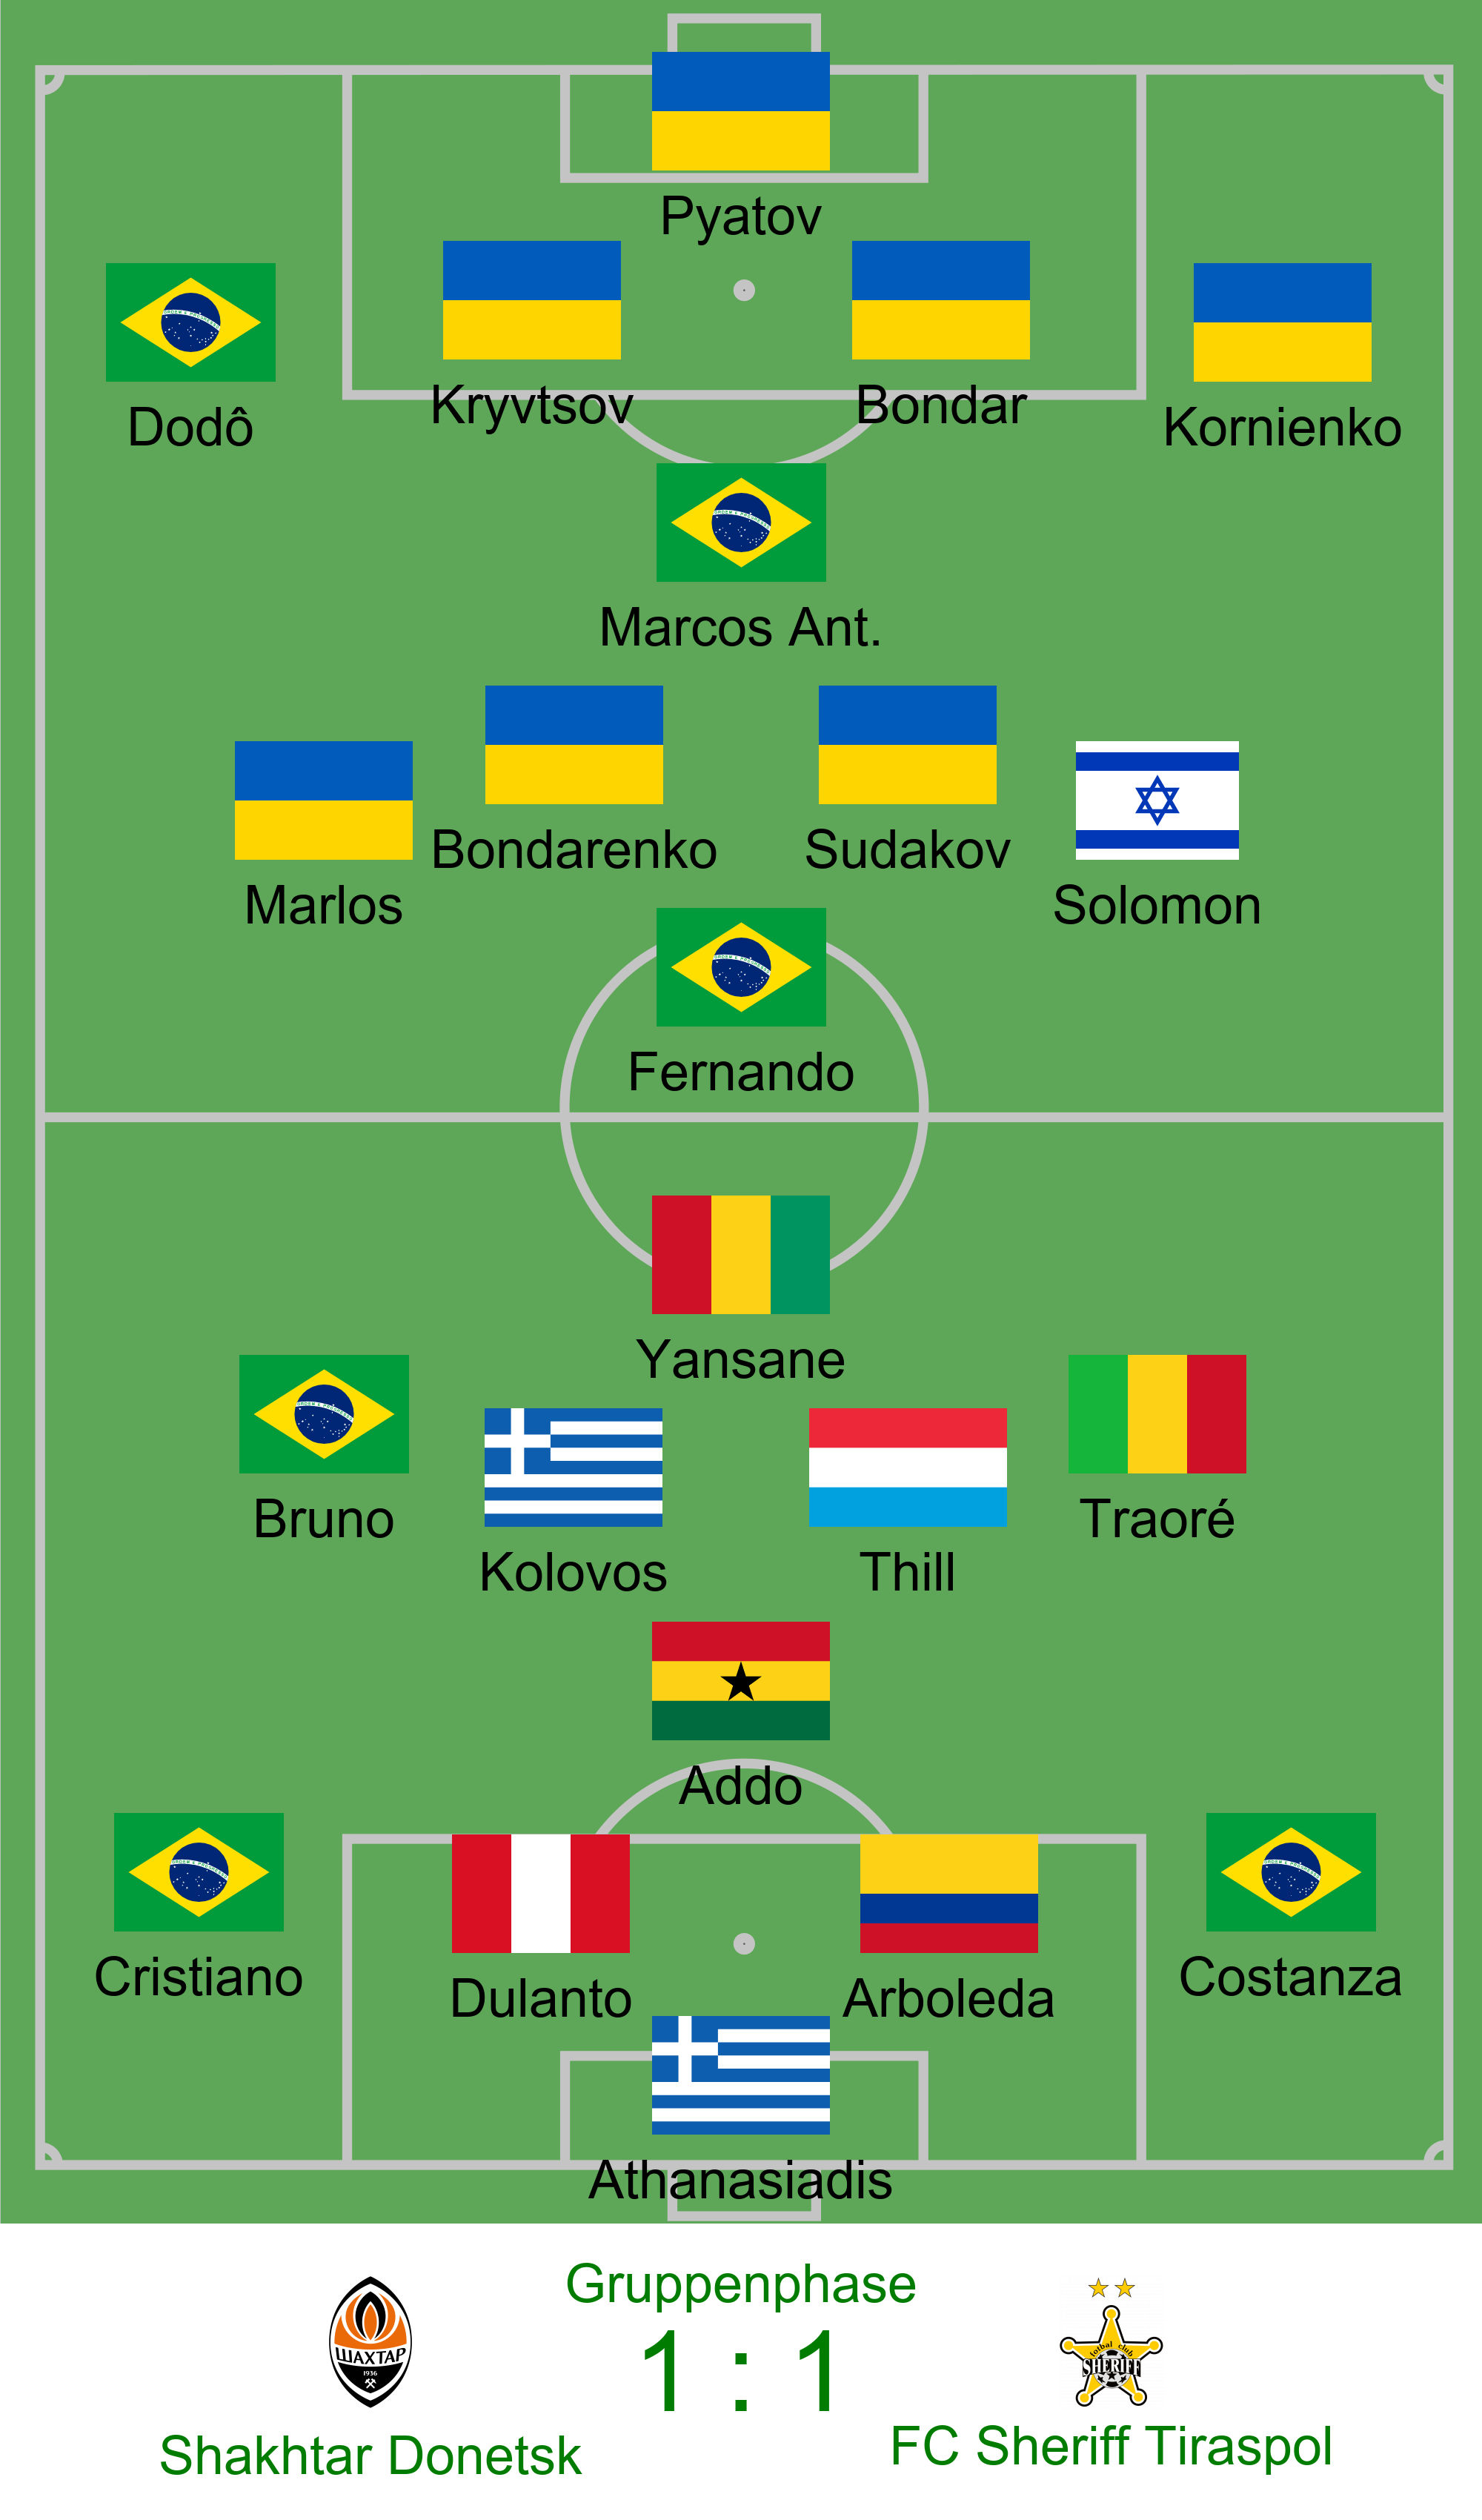 Pyatov
Dodô
Kryvtsov
Bondar
Kornienko
Marcos Ant.
Marlos
Bondarenko
Sudakov
Solomon
Fernando
Yansane
Bruno
Kolovos
Thill
Traoré
Addo
Cristiano
Dulanto
Arboleda
Costanza
Athanasiadis
Gruppenphase
1 : 1
ШАХТАР
1936
Shakhtar Donetsk
fotbal club
SHERIFF
FC Sheriff Tiraspol